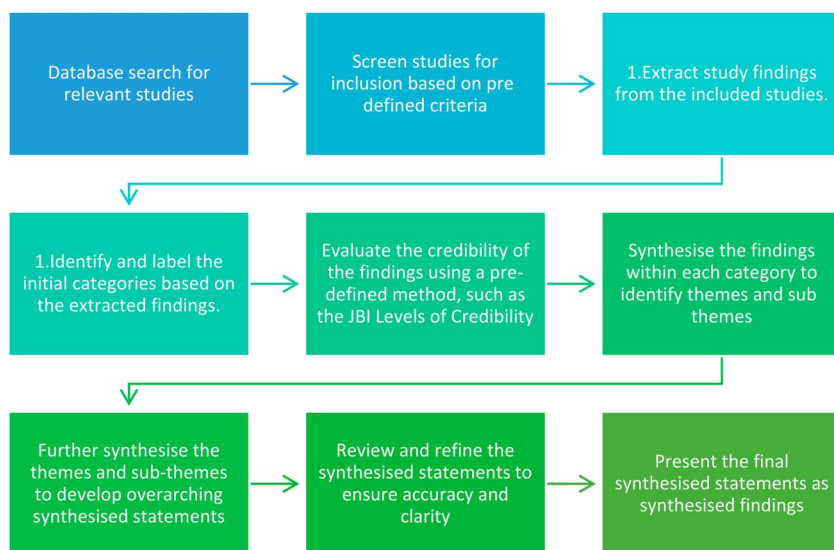 Database search for
relevant studies
Screen studies for
inclusion based on pre
defined criteria
1.Extract study findings
from the included studies.
1.Identify and label the
initial categories based on
the extracted findings.
Evaluate the credibility of
the findings using a pre-
defined method, such as
the JBI Levels of Credibility
Synthesise the findings
within each category to
identify themes and sub
themes
Further synthesise the
themes and sub-themes
to develop overarching
synthesised statements
Review and refine the
synthesised statements to
ensure accuracy and
clarity
Present the final
synthesised statements as
synthesised findings